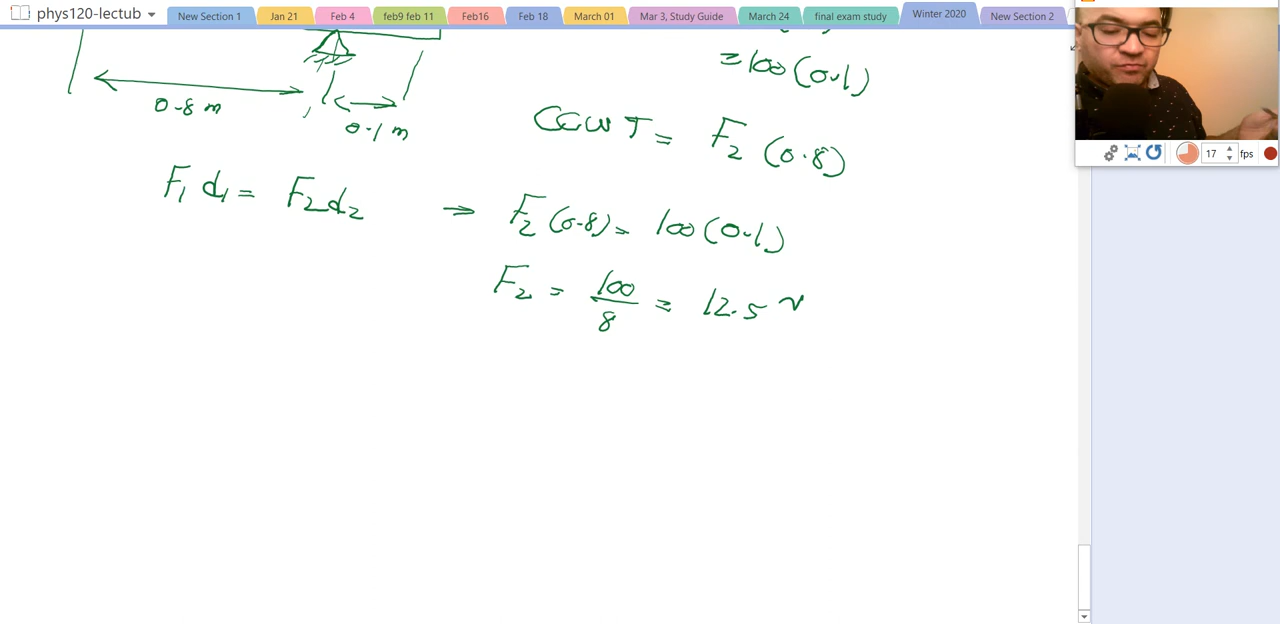 phys120-lectub
New Section 1
Jan 21
Feb 4
feb9 feb 11
Feb16
Feb 18
March 01
Mar 3, Study Guide
March 24
final exam study
Winter 2020
New Section 2
= 100 (0.1)
0.8 m
0.1 m
CCW T = F₂ (0.8)
17 fps
F₁ d₁ = F₂ d₂ ⇒ F₂ (0.8) = 100 (0.1)
F₂ = 100/8 = 12.5 N